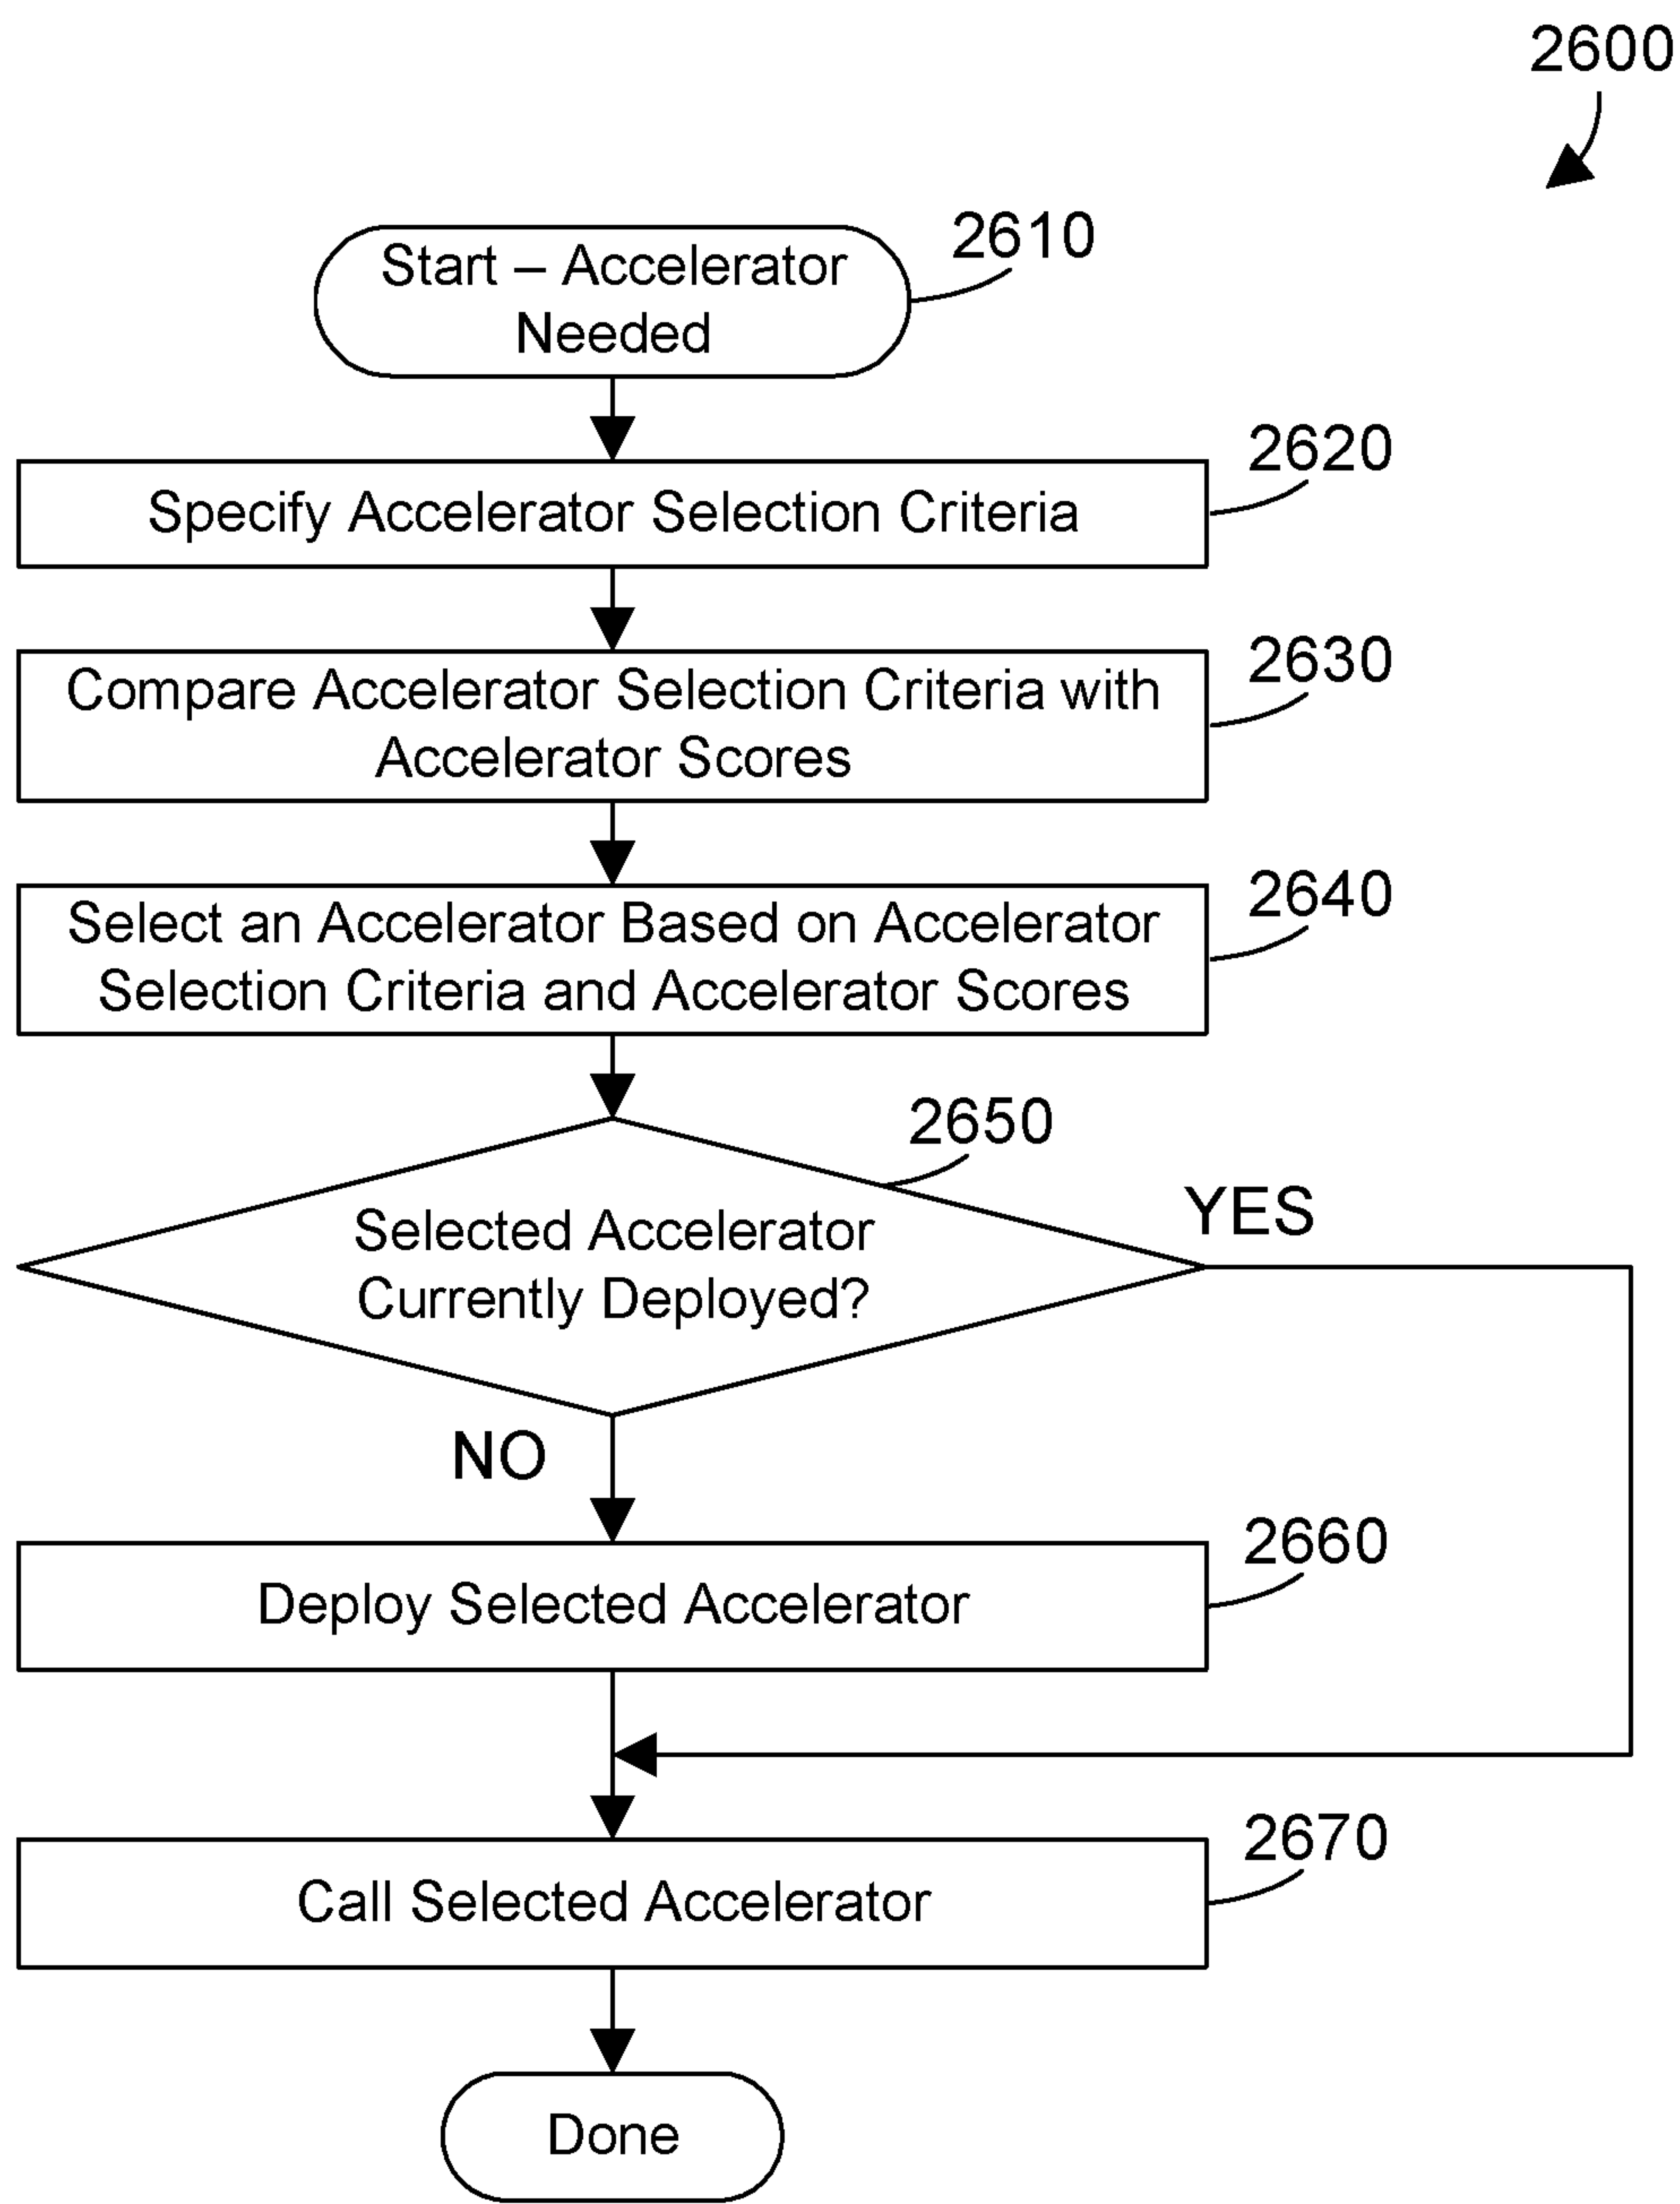 2600
2610
Start – Accelerator
Needed
2620
Specify Accelerator Selection Criteria
2630
Compare Accelerator Selection Criteria with
Accelerator Scores
2640
Select an Accelerator Based on Accelerator
Selection Criteria and Accelerator Scores
2650
YES
Selected Accelerator
Currently Deployed?
NO
2660
Deploy Selected Accelerator
2670
Call Selected Accelerator
Done